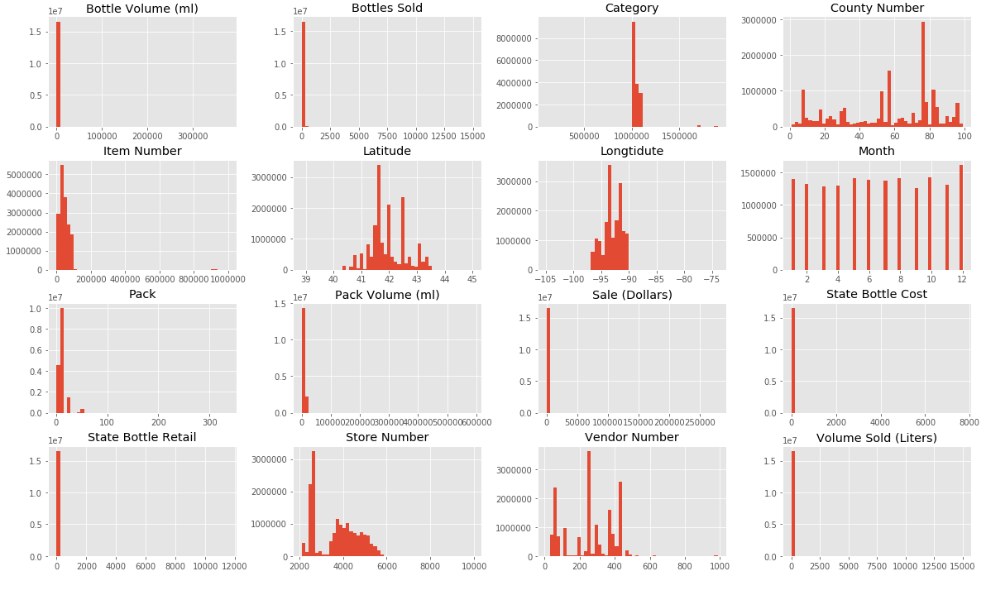 Bottle Volume (ml) Bottles Sold Category County Number
1e7 1e7
1.5 1.0 0.5 0.0
0 100000 200000 300000
1.5 1.0 0.5 0.0
0 2500 5000 7500 10000 12500 15000
8000000 6000000 4000000 2000000 0
500000 1000000 1500000
3000000 2000000 1000000 0
0 20 40 60 80 100
Item Number Latitude Longtidute Month
5000000 4000000 3000000 2000000 1000000 0
0 200000 400000 600000 800000 1000000
3000000 2000000 1000000 0
39 40 41 42 43 44 45
3000000 2000000 1000000 0
−105 −100 −95 −90 −85 −80 −75
1500000 1000000 500000 0
2 4 6 8 10 12
Pack Pack Volume (ml) Sale (Dollars) State Bottle Cost
1e7 1e7 1e7 1e7
1.0 0.8 0.6 0.4 0.2 0.0
0 100 200 300
1.5 1.0 0.5 0.0
0 100000 200000 300000 400000 500000 600000
1.5 1.0 0.5 0.0
0 50000 100000 150000 200000 250000
1.5 1.0 0.5 0.0
0 2000 4000 6000 8000
State Bottle Retail Store Number Vendor Number Volume Sold (Liters)
1e7 1e7
1.5 1.0 0.5 0.0
0 2000 4000 6000 8000 10000 12000
3000000 2000000 1000000 0
2000 4000 6000 8000 10000
3000000 2000000 1000000 0
0 200 400 600 800 1000
1.5 1.0 0.5 0.0
0 2500 5000 7500 10000 12500 15000